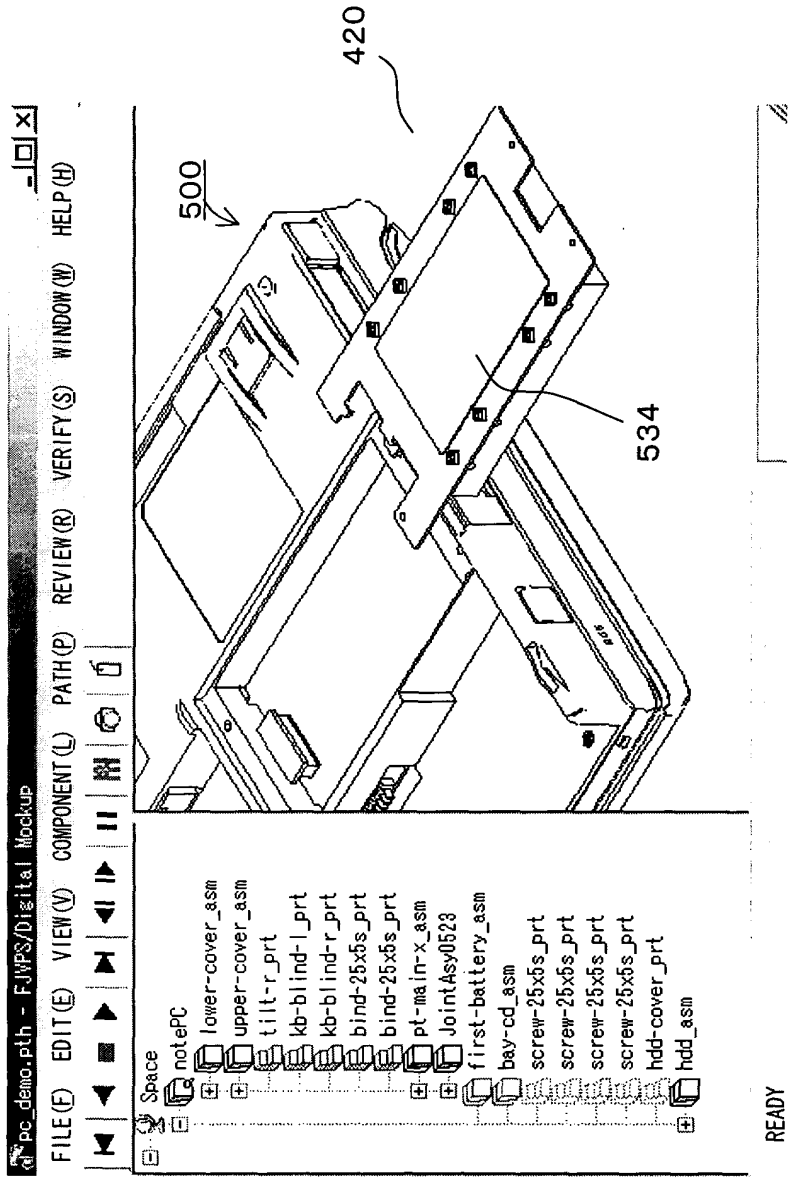 pc_demo.pth - FJVPS/Digital Mockup
FILE(F) EDIT(E) VIEW(V) COMPONENT(L) PATH(P) REVIEW(R) VERIFY(S) WINDOW(W) HELP(H)
Space
notePC
lower-cover_asm
upper-cover_asm
tilt-r_prt
kb-blind-l_prt
kb-blind-r_prt
bind-25x5s_prt
bind-25x5s_prt
pt-main-x_asm
JointAsy0523
first-battery_asm
bay-cd_asm
screw-25x5s_prt
screw-25x5s_prt
screw-25x5s_prt
screw-25x5s_prt
hdd-cover_prt
hdd_asm
500
420
534
READY